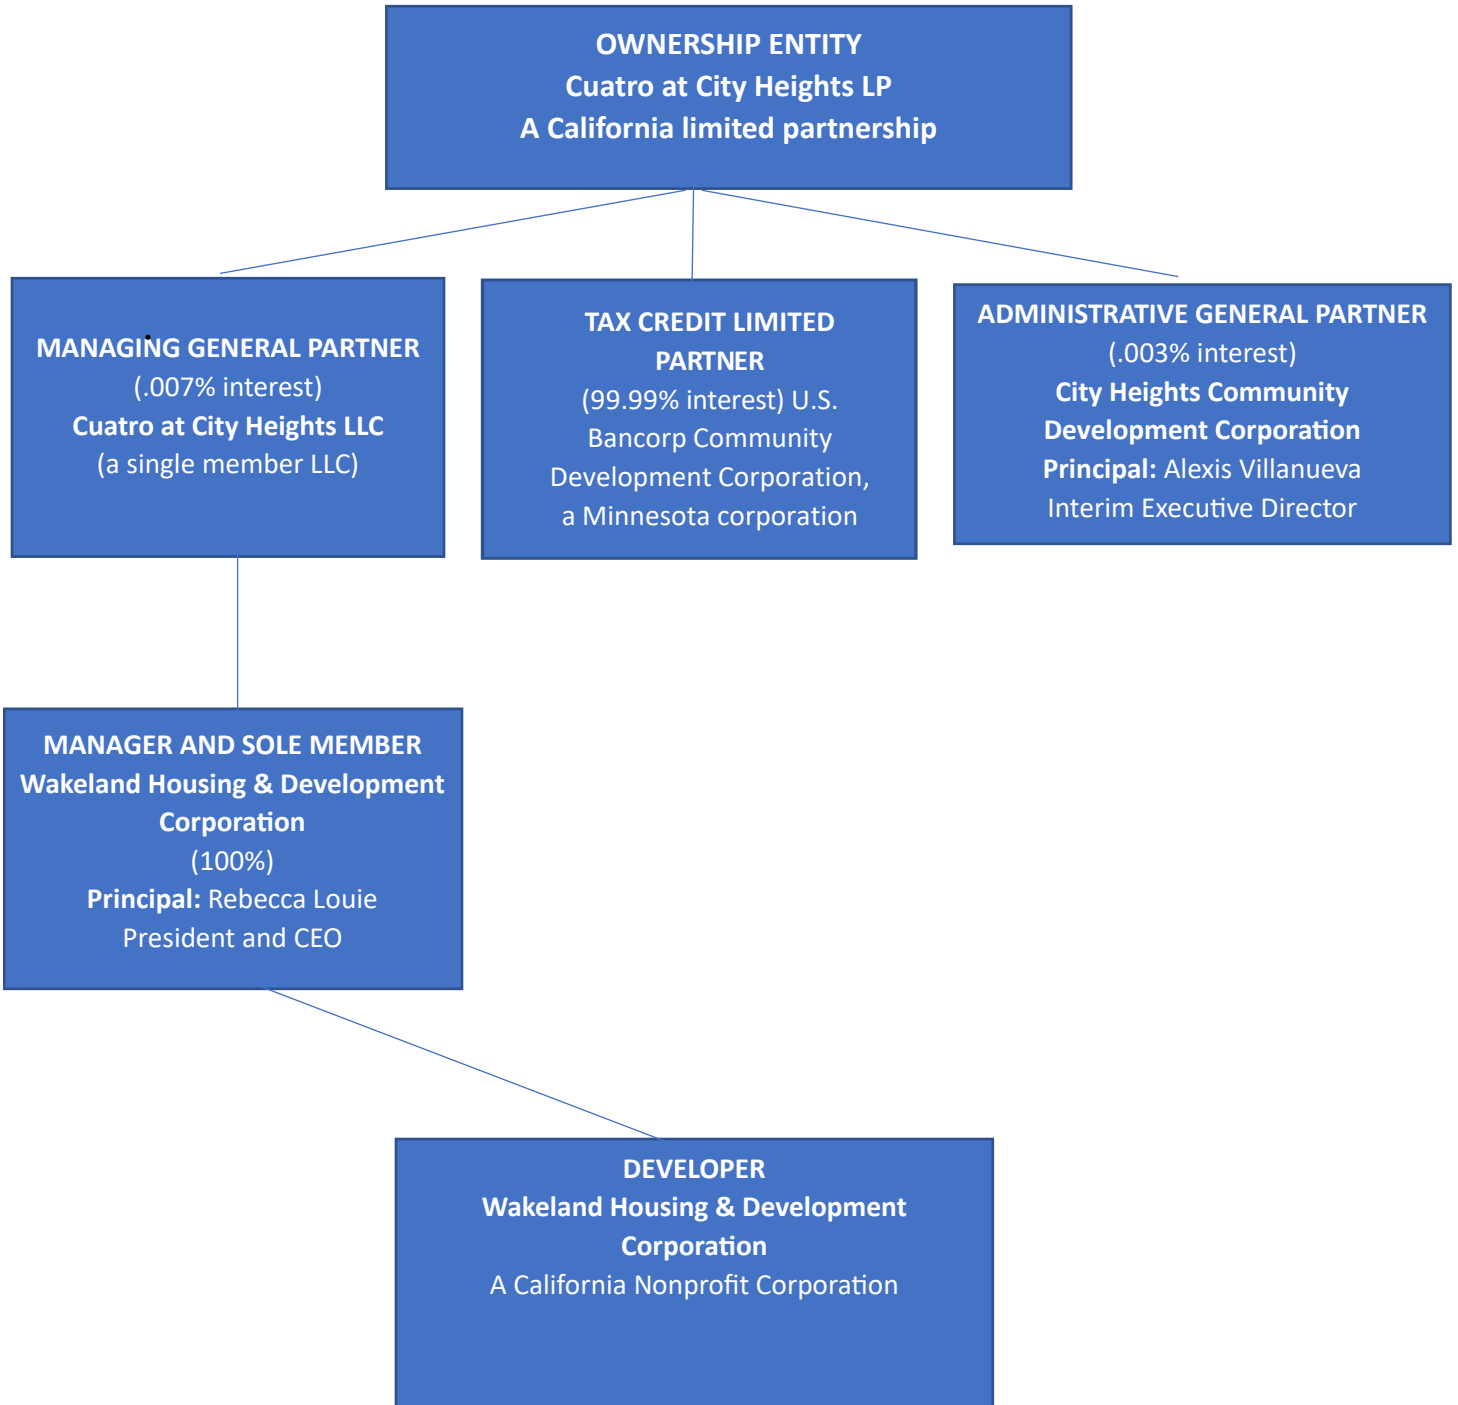 OWNERSHIP ENTITY
Cuatro at City Heights LP
A California limited partnership
MANAGING GENERAL PARTNER
(.007% interest)
Cuatro at City Heights LLC
(a single member LLC)
TAX CREDIT LIMITED
PARTNER
(99.99% interest) U.S.
Bancorp Community
Development Corporation,
a Minnesota corporation
ADMINISTRATIVE GENERAL PARTNER
(.003% interest)
City Heights Community
Development Corporation
Principal: Alexis Villanueva
Interim Executive Director
MANAGER AND SOLE MEMBER
Wakeland Housing & Development
Corporation
(100%)
Principal: Rebecca Louie
President and CEO
DEVELOPER
Wakeland Housing & Development
Corporation
A California Nonprofit Corporation